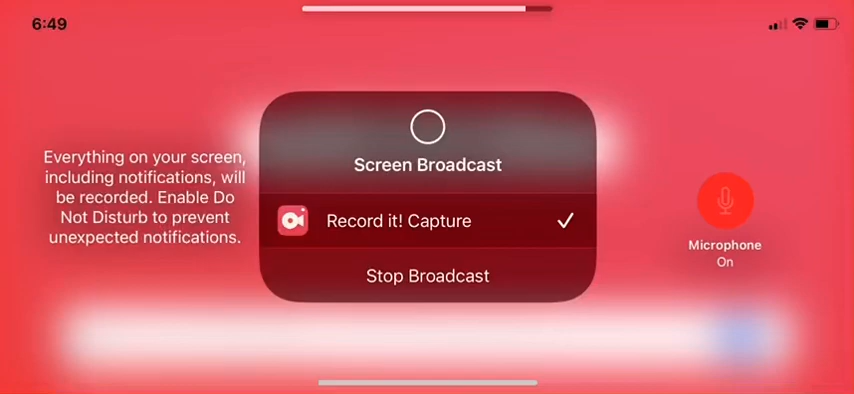 6:49
Everything on your screen,
including notifications, will
be recorded. Enable Do
Not Disturb to prevent
unexpected notifications.
Screen Broadcast
Record it! Capture
Stop Broadcast
Microphone
On